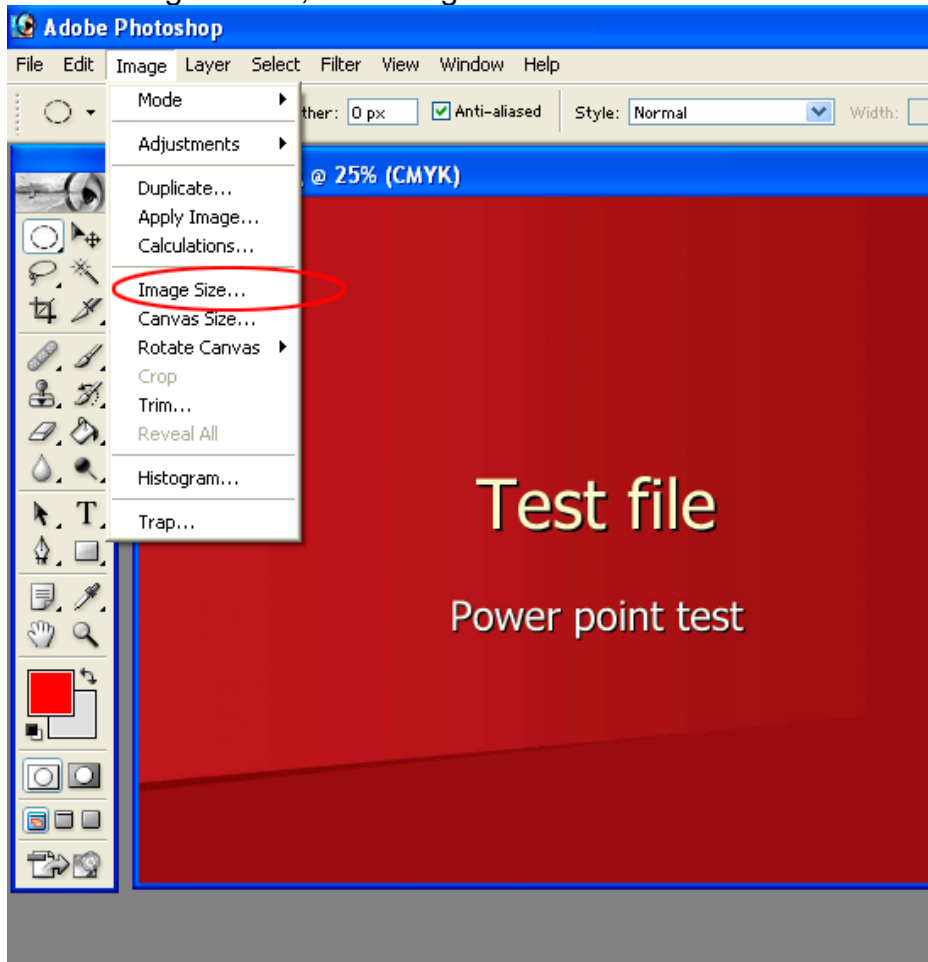 Adobe Photoshop
File Edit Image Layer Select Filter View Window Help
ther: 0 px Anti-aliased Style: Normal Width:
@ 25% (CMYK)
Mode
Adjustments
Duplicate...
Apply Image...
Calculations...
Image Size...
Canvas Size...
Rotate Canvas
Crop
Trim...
Reveal All
Histogram...
Trap...
T
Test file
Power point test